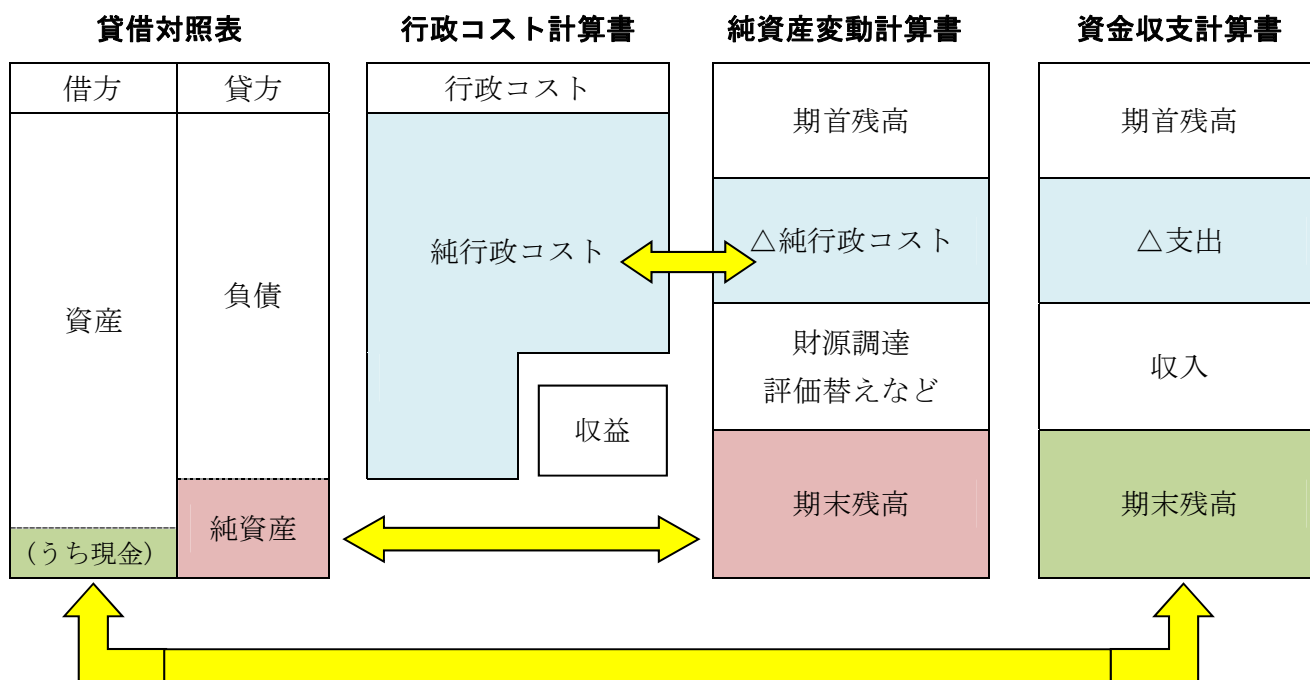 貸借対照表
借方
貸方
資産
(うち現金)
負債
純資産
行政コスト計算書
行政コスト
純行政コスト
収益
純資産変動計算書
期首残高
△純行政コスト
財源調達
評価替えなど
期末残高
資金収支計算書
期首残高
△支出
収入
期末残高